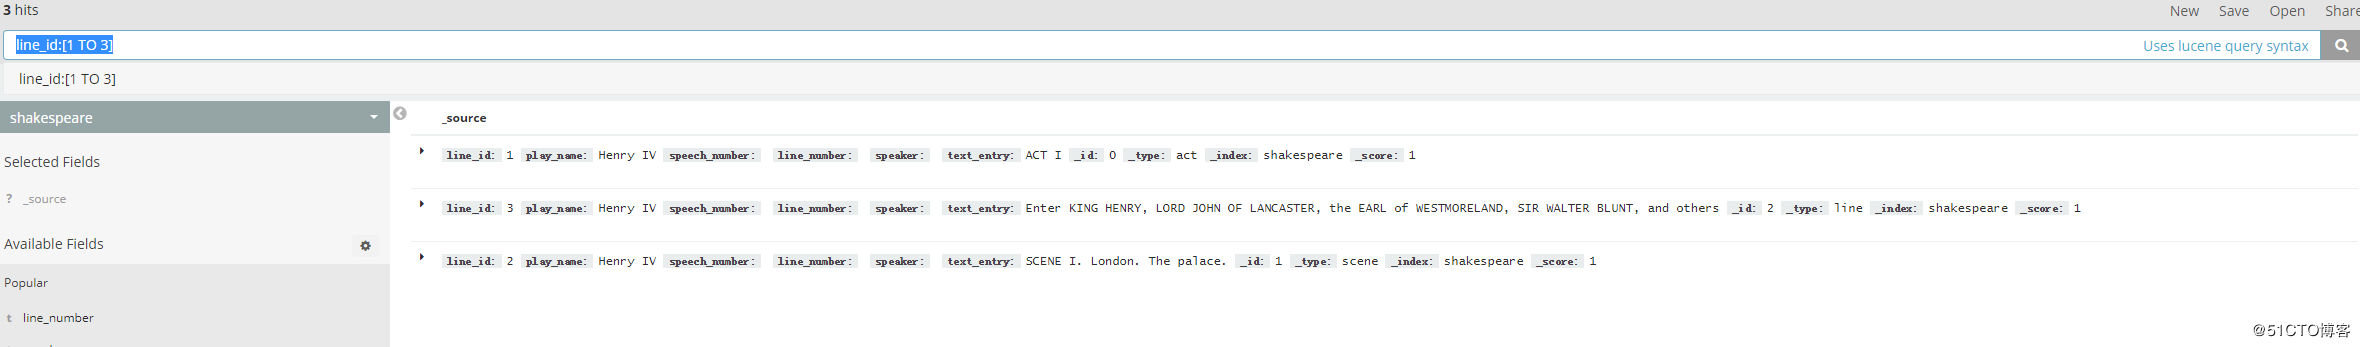 3 hits
New Save Open Share
line_id:[1 TO 3]
Uses lucene query syntax
line_id:[1 TO 3]
shakespeare
_source
Selected Fields
line_id: 1 play_name: Henry IV speech_number: line_number: speaker: text_entry: ACT I _id: 0 _type: act _index: shakespeare _score: 1
? _source
line_id: 3 play_name: Henry IV speech_number: line_number: speaker: text_entry: Enter KING HENRY, LORD JOHN OF LANCASTER, the EARL of WESTMORELAND, SIR WALTER BLUNT, and others _id: 2 _type: line _index: shakespeare _score: 1
Available Fields
line_id: 2 play_name: Henry IV speech_number: line_number: speaker: text_entry: SCENE I. London. The palace. _id: 1 _type: scene _index: shakespeare _score: 1
Popular
t line_number
@51CTO博客